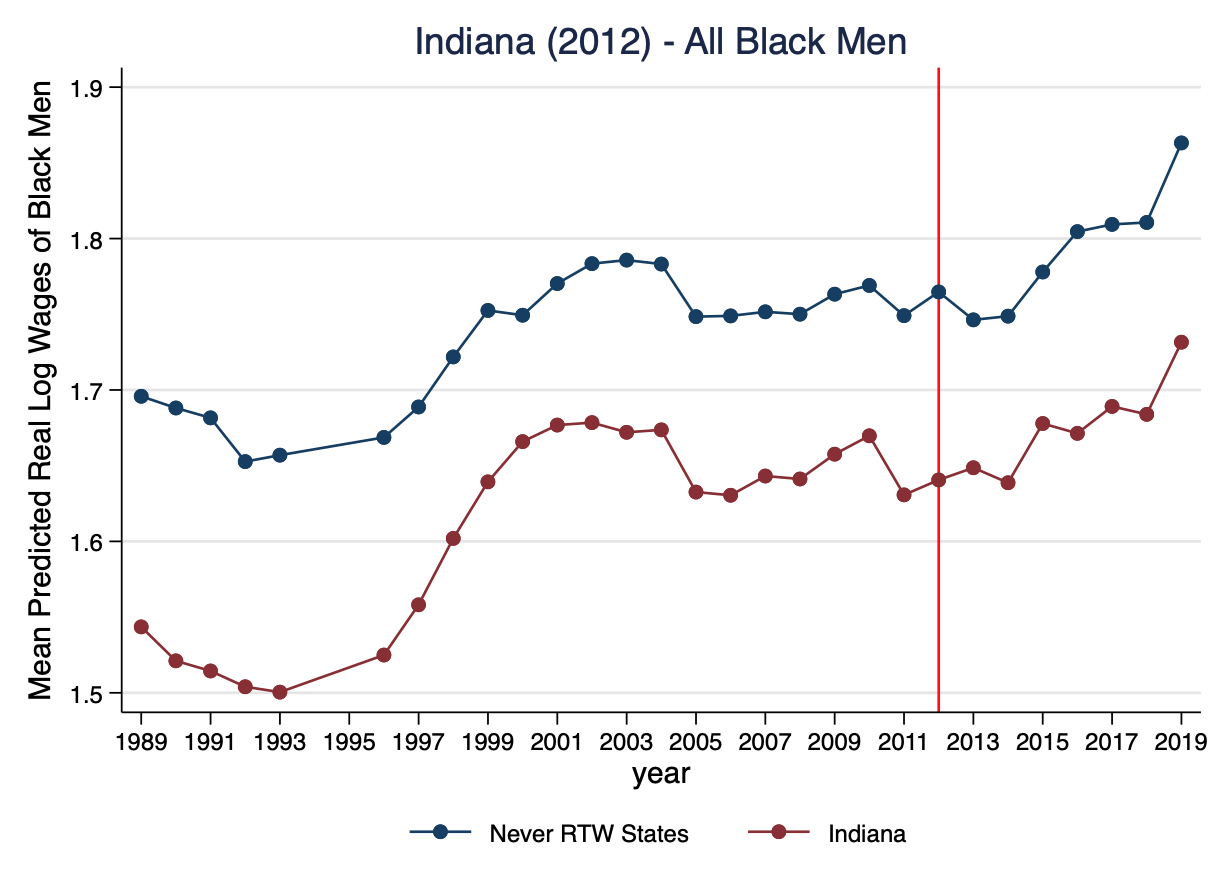 Indiana (2012) - All Black Men
Mean Predicted Real Log Wages of Black Men
1.9
1.8
1.7
1.6
1.5
1989 1991 1993 1995 1997 1999 2001 2003 2005 2007 2009 2011 2013 2015 2017 2019
year
Never RTW States Indiana